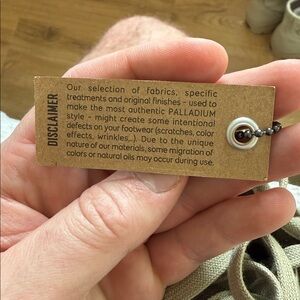 DISCLAIMER
Our selection of fabrics, specific
treatments and original finishes - used to
make the most authentic PALLADIUM
style - might create some intentional
defects on your footwear (scratches, color
effects, wrinkles...). Due to the unique
nature of our materials, some migration of
colors or natural oils may occur during use.